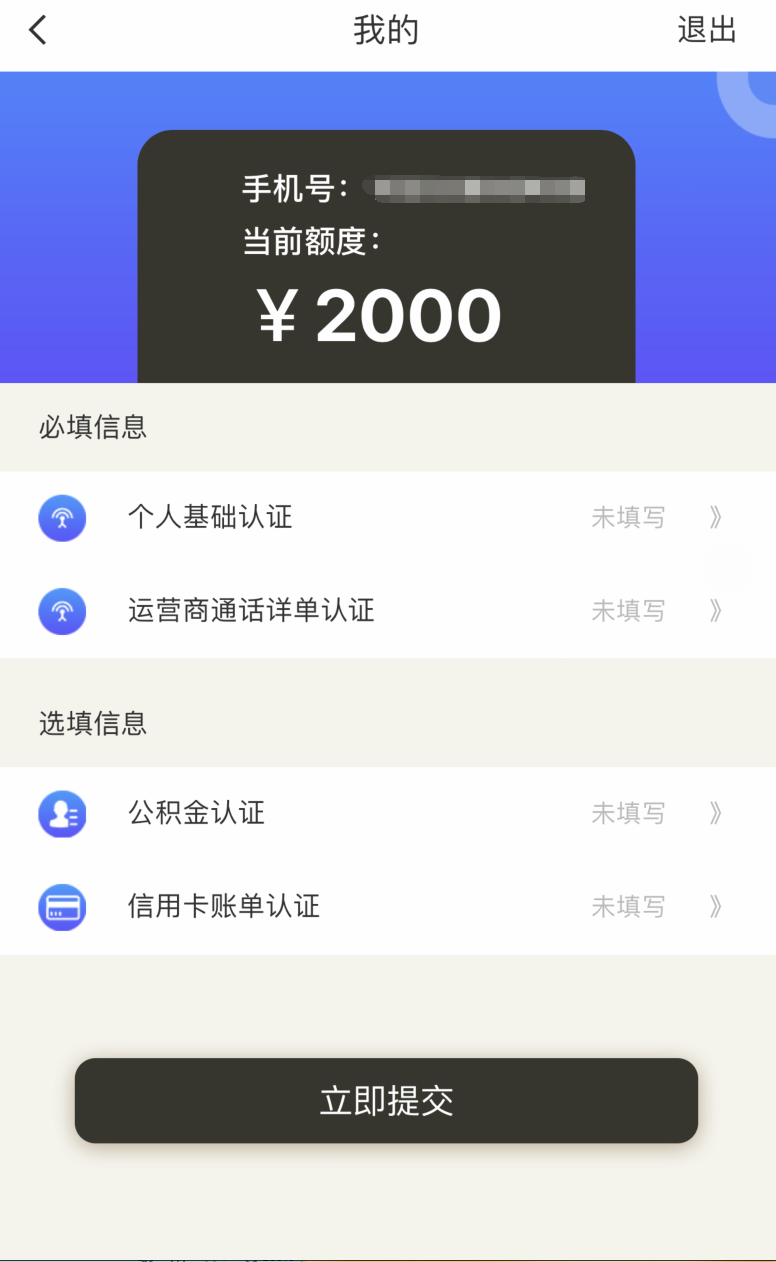 我的 退出
手机号：
当前额度：
￥2000
必填信息
个人基础认证 未填写 》
运营商通话详单认证 未填写 》
选填信息
公积金认证 未填写 》
信用卡账单认证 未填写 》
立即提交